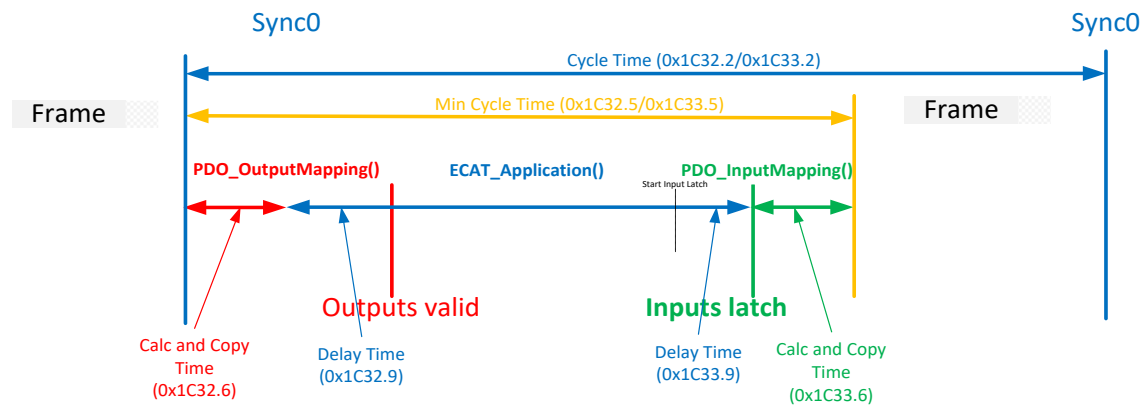 Sync0
Sync0
Cycle Time (0x1C32.2/0x1C33.2)
Frame
Min Cycle Time (0x1C32.5/0x1C33.5)
Frame
PDO_OutputMapping()
ECAT_Application()
PDO_InputMapping()
Start Input Latch
Outputs valid
Inputs latch
Calc and Copy
Time
(0x1C32.6)
Delay Time
(0x1C32.9)
Delay Time
(0x1C33.9)
Calc and Copy
Time
(0x1C33.6)